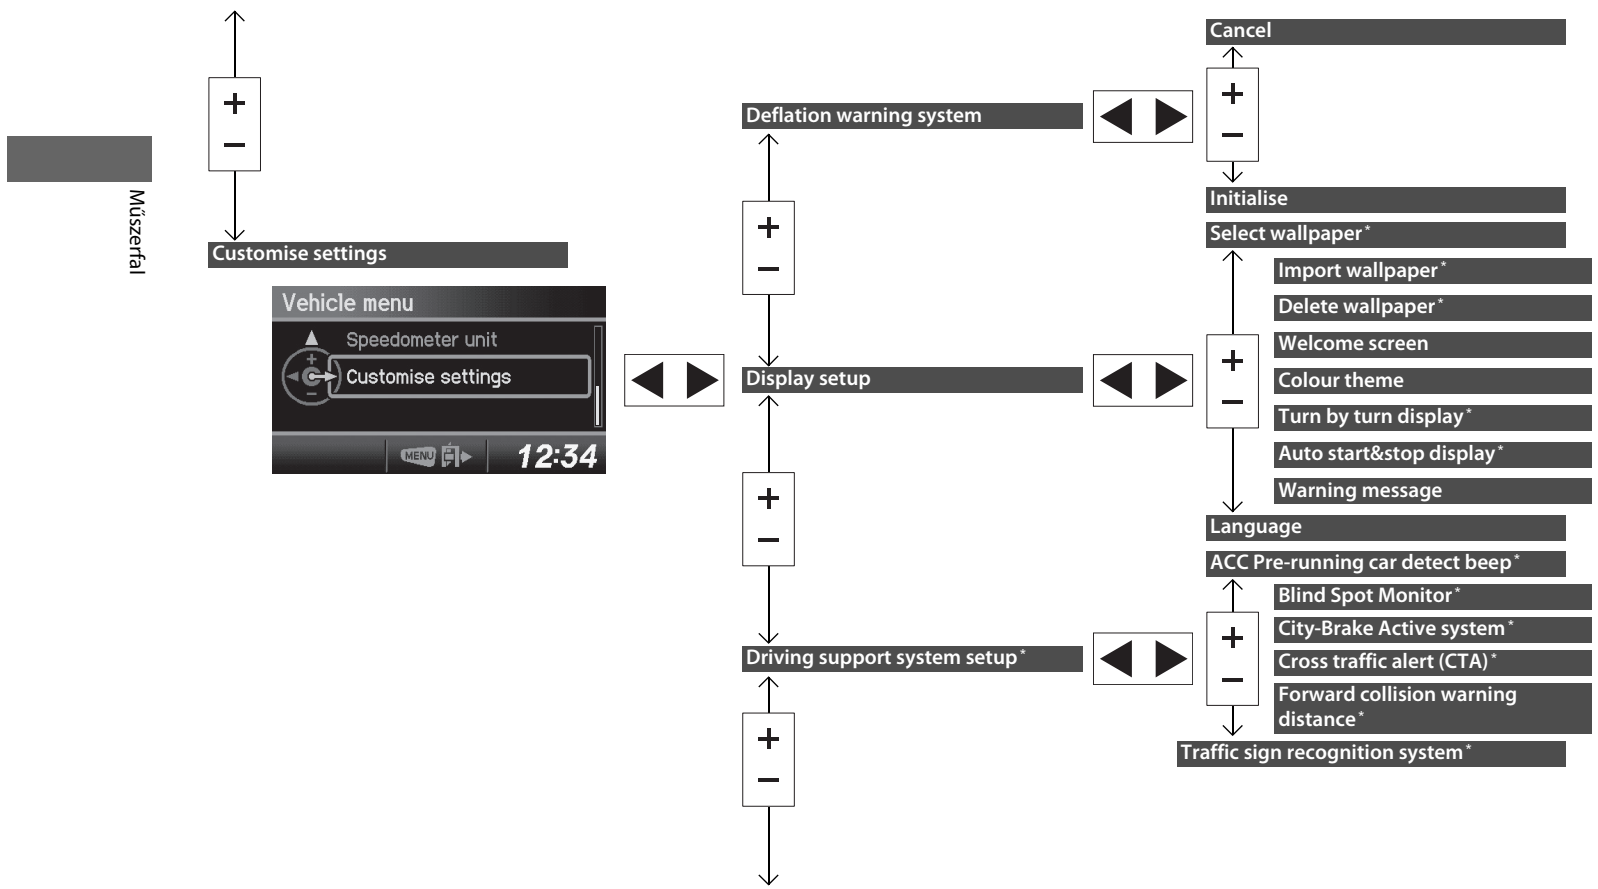 Műszerfal
Customise settings
Vehicle menu
Speedometer unit
Customise settings
MENU
12:34
Deflation warning system
Cancel
Initialise
Display setup
Select wallpaper*
Import wallpaper*
Delete wallpaper*
Welcome screen
Colour theme
Turn by turn display*
Auto start&stop display*
Warning message
Language
Driving support system setup*
ACC Pre-running car detect beep*
Blind Spot Monitor*
City-Brake Active system*
Cross traffic alert (CTA)*
Forward collision warning
distance*
Traffic sign recognition system*